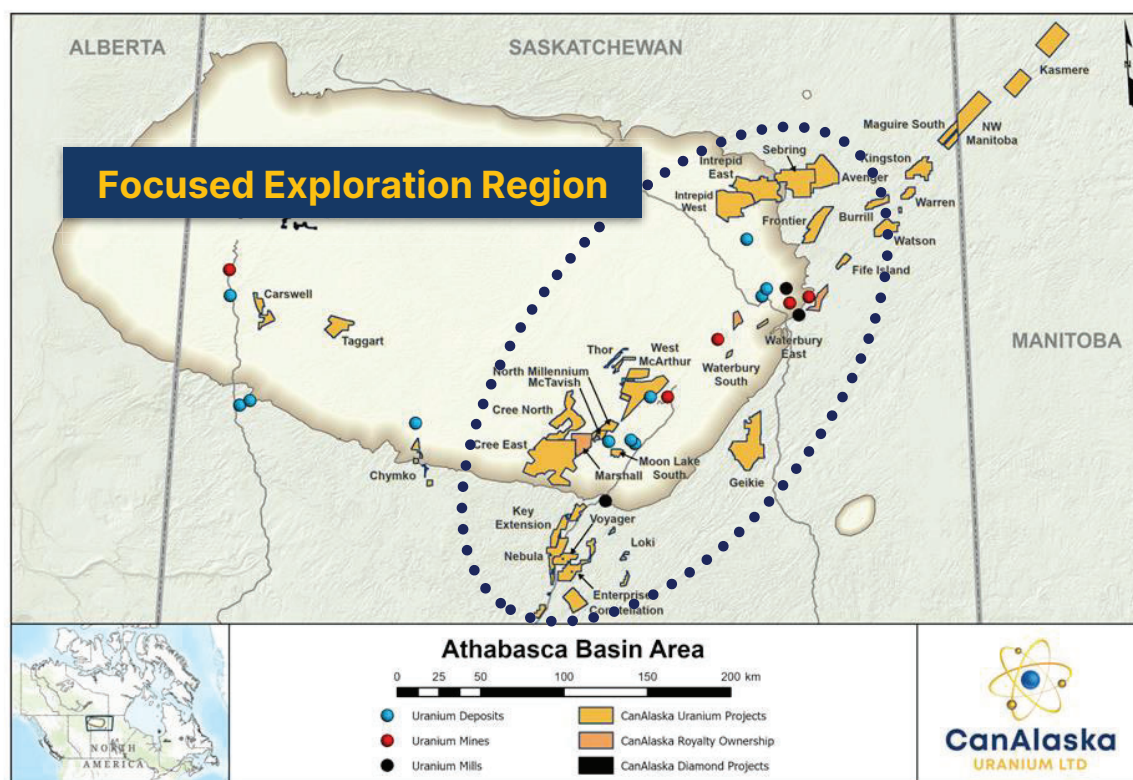 ALBERTA
SASKATCHEWAN
Kasmere
N
Maguire South
NW
Manitoba
Focused Exploration Region
Sebring
Intrepid
East
Kingston
Avenger
Intrepid
West
Warren
Frontier
Burrill
Watson
Fife Island
Carswell
Taggart
MANITOBA
Waterbury
East
Thor
West
McArthur
Waterbury
South
North Millennium
McTavish
Cree North
Cree East
Marshall
Moon Lake
South
Chymko
Geikie
Key
Extension
Voyager
Loki
Nebula
Enterprise
Constellation
Athabasca Basin Area
0 25 50 100 150 200 km
Uranium Deposits
CanAlaska Uranium Projects
Uranium Mines
CanAlaska Royalty Ownership
Uranium Mills
CanAlaska Diamond Projects
NORTH
AMERICA
CanAlaska
URANIUM LTD